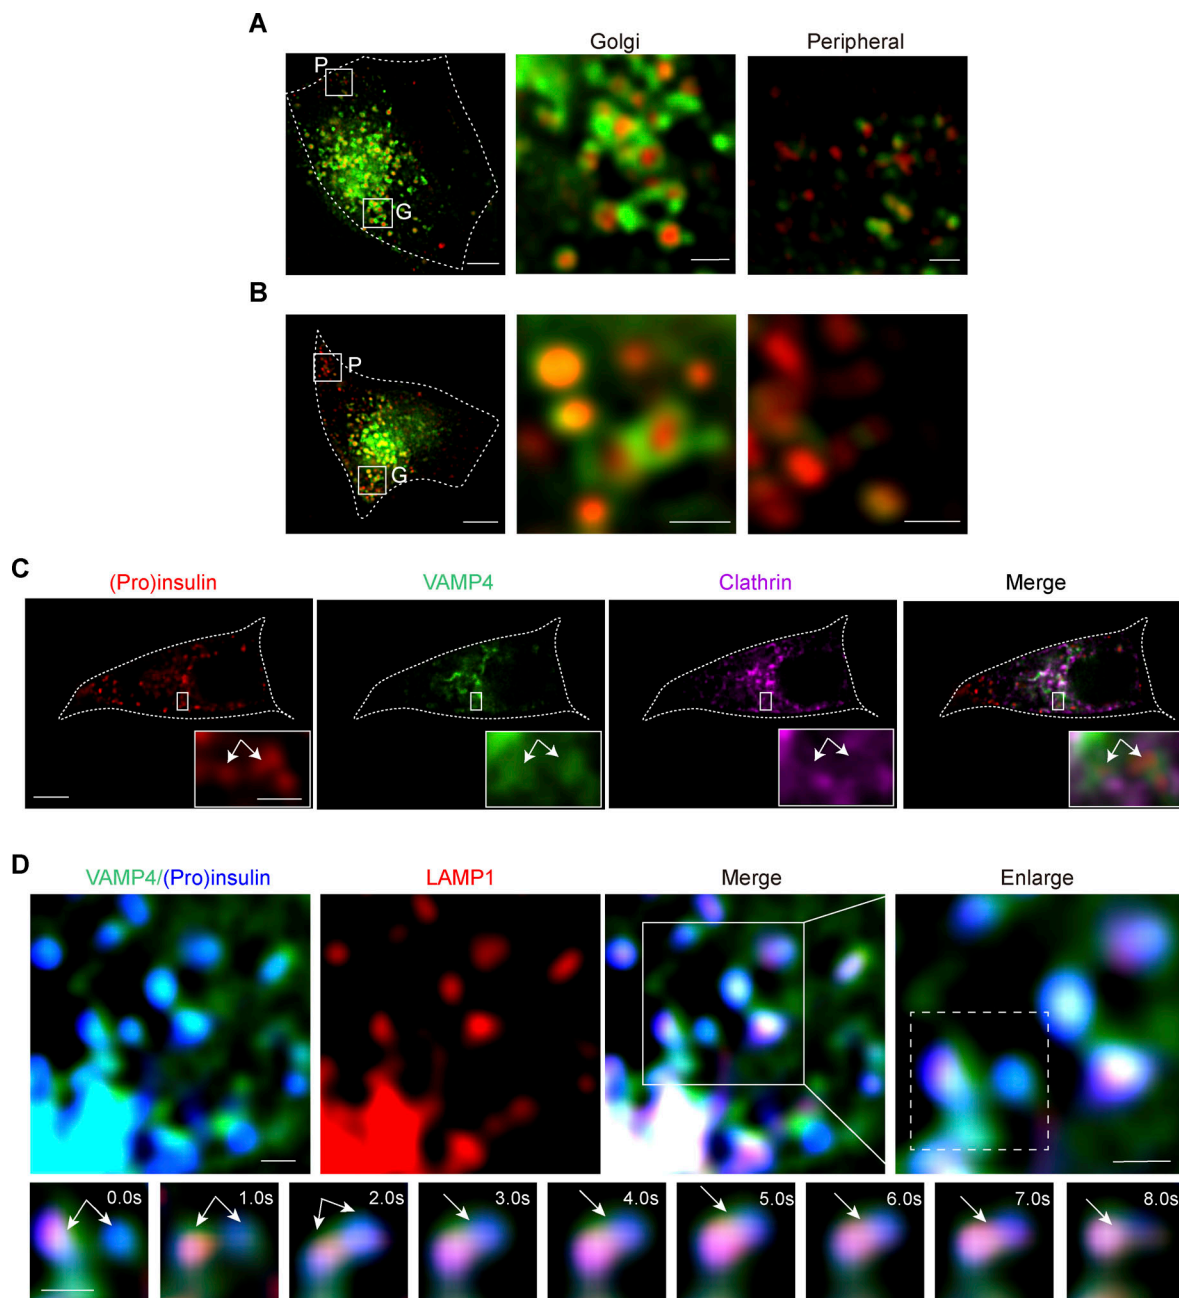 A
Golgi
Peripheral
P
G
B
P
G
C
(Pro)insulin
VAMP4
Clathrin
Merge
D
VAMP4/(Pro)insulin
LAMP1
Merge
Enlarge
0.0s
1.0s
2.0s
3.0s
4.0s
5.0s
6.0s
7.0s
8.0s